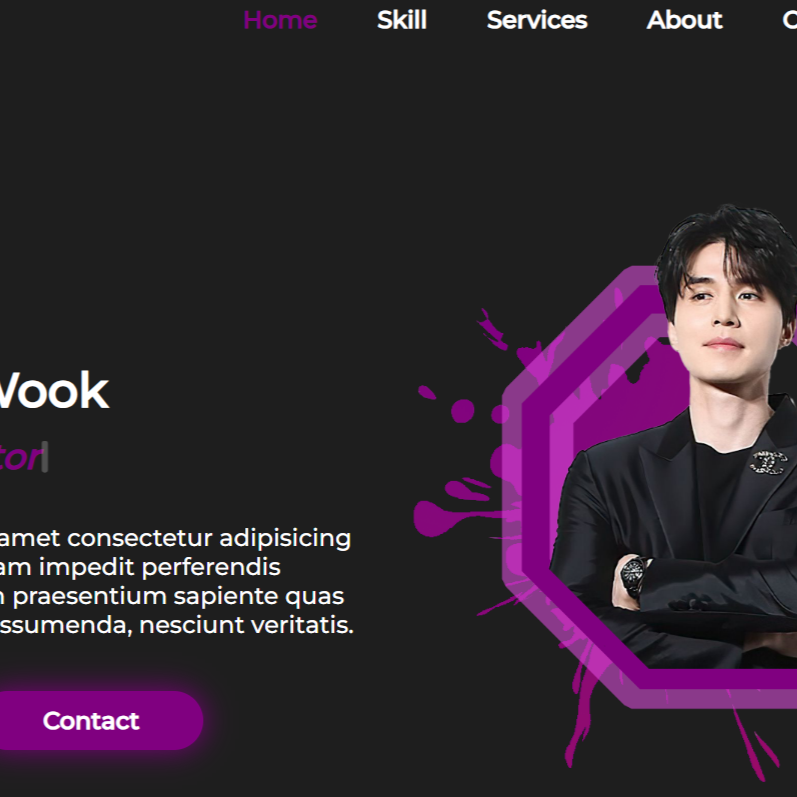 Home Skill Services About
Wook
tor
amet consectetur adipisicing
am impedit perferendis
praesentium sapiente quas
ssumenda, nesciunt veritatis.
Contact